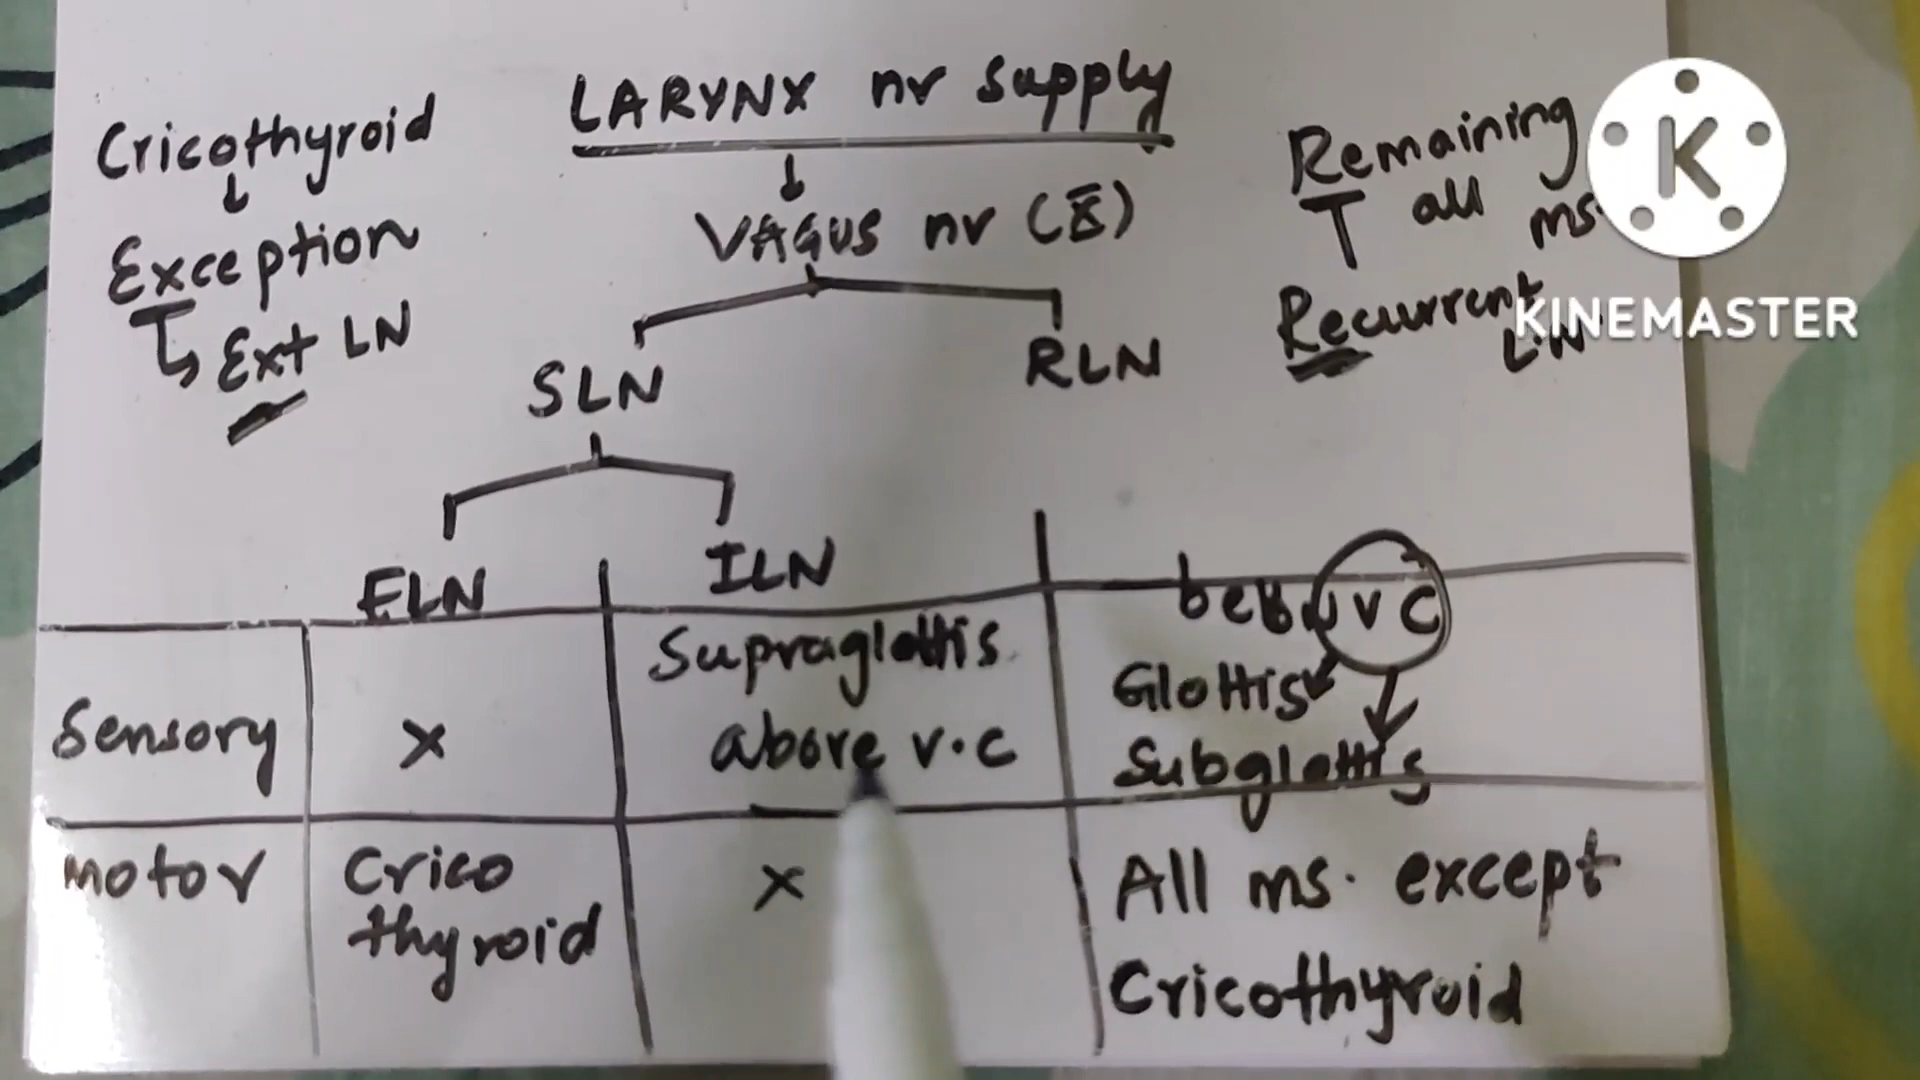 LARYNX nr supply
VAGUS nr (X̄)
SLN
RLN
ELN
ILN
Cricothyroid
Exception
Ext LN
Remaining
all ms.
Recurrent
L.N
K
KINEMASTER
Sensory
X
Supraglottis
above v.c
below v c
Glottis
Subglottis
Motor
Crico
thyroid
X
All ms. except
Cricothyroid